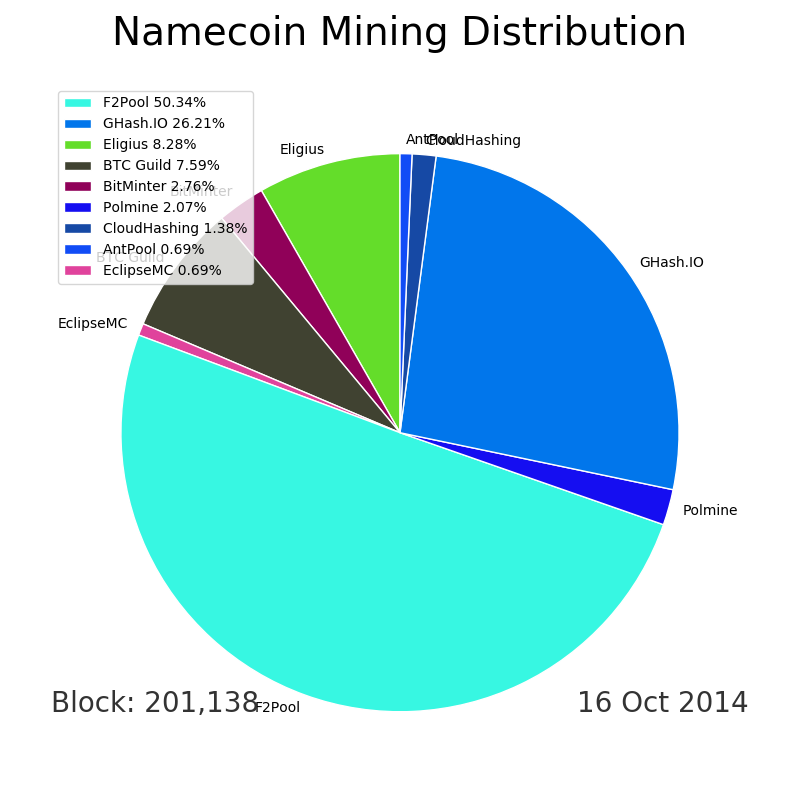 Namecoin Mining Distribution
F2Pool 50.34%
GHash.IO 26.21%
Eligius 8.28%
BTC Guild 7.59%
BitMinter 2.76%
Polmine 2.07%
CloudHashing 1.38%
AntPool 0.69%
EclipseMC 0.69%
AntPool
CloudHashing
Eligius
BitMinter
BTC Guild
GHash.IO
EclipseMC
Polmine
F2Pool
Block: 201,138
16 Oct 2014